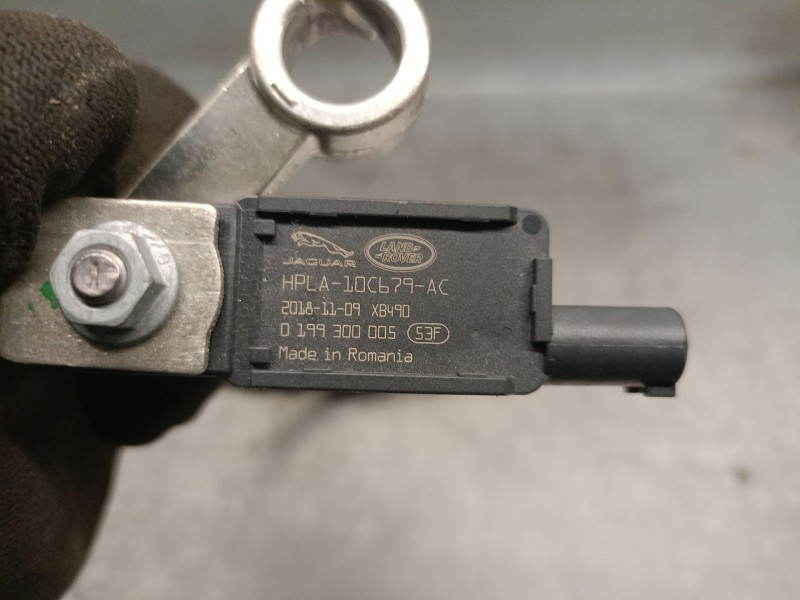 JAGUAR LAND ROVER
HPLA-10C679-AC
2018-11-09 XB490
0 199 300 005 S3F
Made in Romania